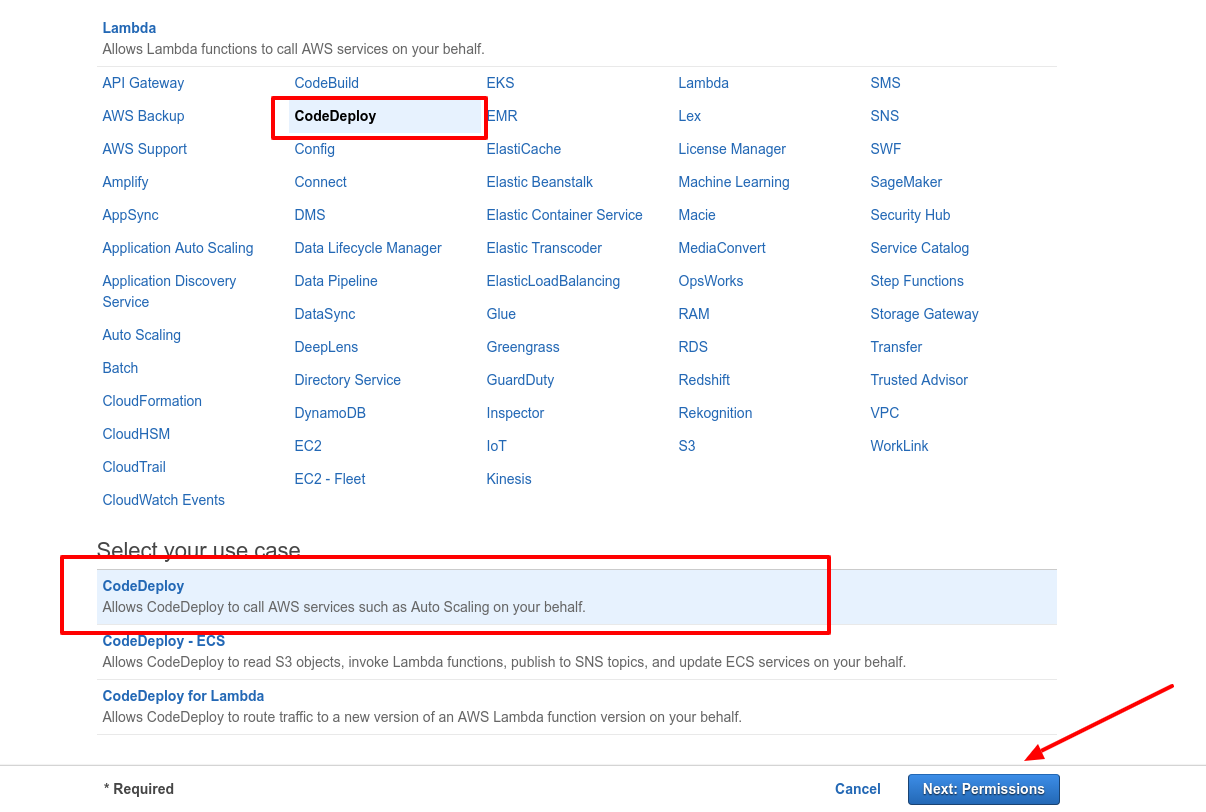 Lambda
Allows Lambda functions to call AWS services on your behalf.
API Gateway CodeBuild EKS Lambda SMS
AWS Backup CodeDeploy EMR Lex SNS
AWS Support Config ElastiCache License Manager SWF
Amplify Connect Elastic Beanstalk Machine Learning SageMaker
AppSync DMS Elastic Container Service Macie Security Hub
Application Auto Scaling Data Lifecycle Manager Elastic Transcoder MediaConvert Service Catalog
Application Discovery Data Pipeline ElasticLoadBalancing OpsWorks Step Functions
Service
DataSync Glue RAM Storage Gateway
Auto Scaling DeepLens Greengrass RDS Transfer
Batch Directory Service GuardDuty Redshift Trusted Advisor
CloudFormation DynamoDB Inspector Rekognition VPC
CloudHSM EC2 IoT S3 WorkLink
CloudTrail EC2 - Fleet Kinesis
CloudWatch Events
Select your use case
CodeDeploy
Allows CodeDeploy to call AWS services such as Auto Scaling on your behalf.
CodeDeploy - ECS
Allows CodeDeploy to read S3 objects, invoke Lambda functions, publish to SNS topics, and update ECS services on your behalf.
CodeDeploy for Lambda
Allows CodeDeploy to route traffic to a new version of an AWS Lambda function version on your behalf.
* Required Cancel Next: Permissions